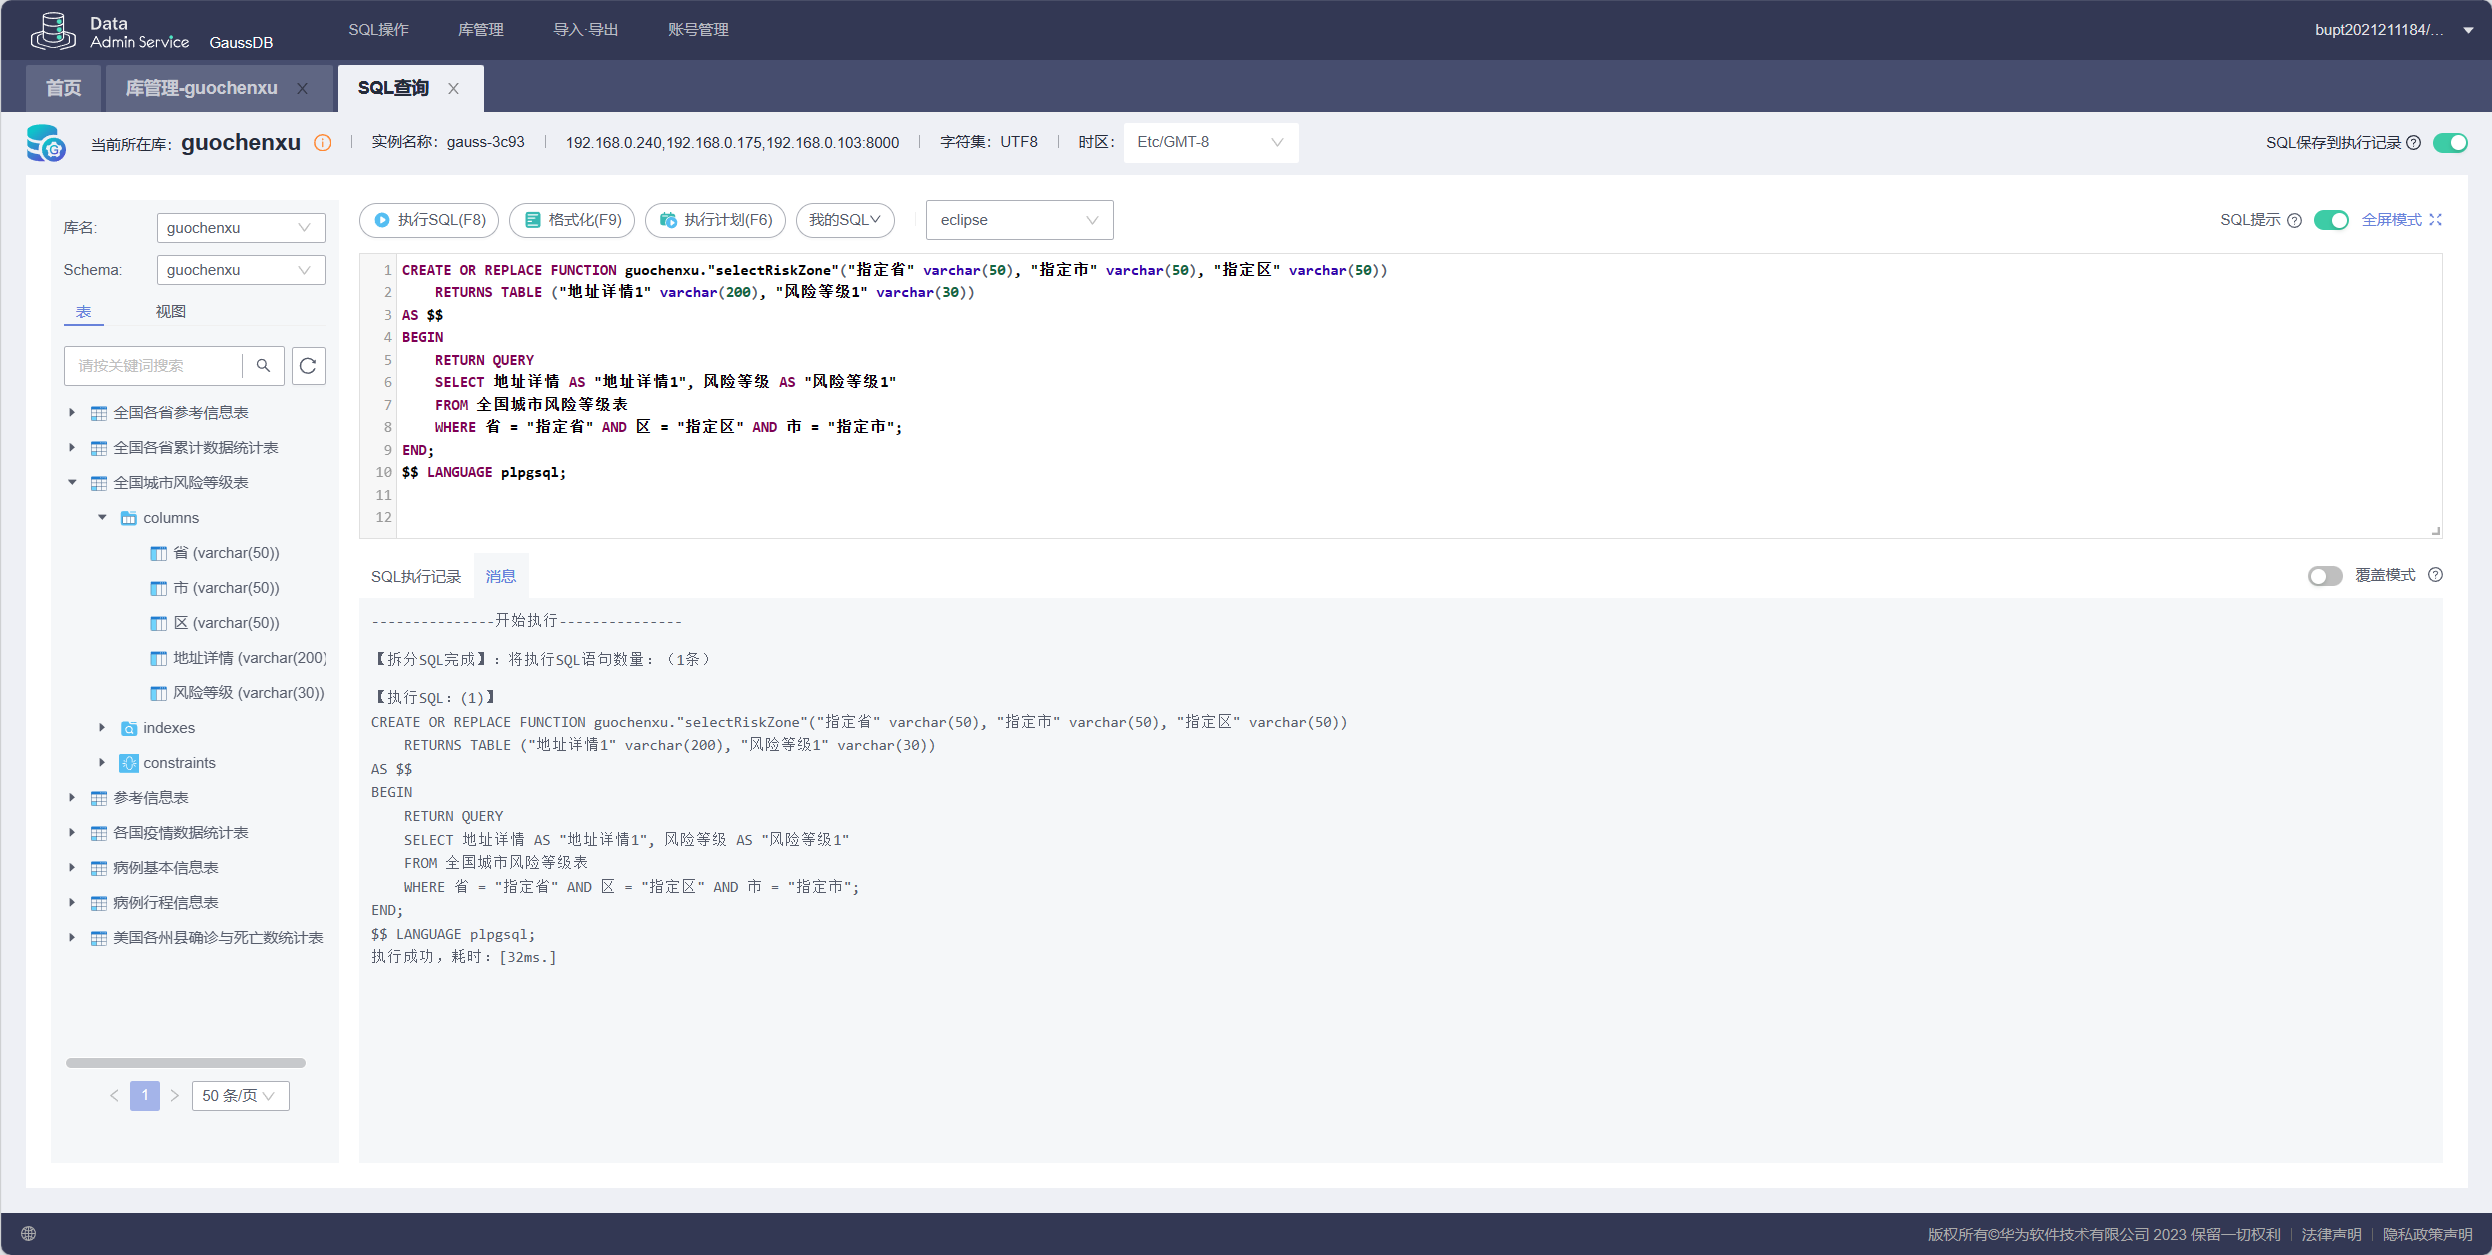 Data
Admin Service GaussDB
SQL操作 库管理 导入·导出 账号管理
bupt2021211184/...
首页 库管理-guochenxu SQL查询
当前所在库: guochenxu 实例名称: gauss-3c93 192.168.0.240,192.168.0.175,192.168.0.103:8000 字符集: UTF8 时区: Etc/GMT-8
SQL保存到执行记录
库名: guochenxu
Schema: guochenxu
表 视图
请按关键词搜索
全国各省参考信息表
全国各省累计数据统计表
全国城市风险等级表
columns
省 (varchar(50))
市 (varchar(50))
区 (varchar(50))
地址详情 (varchar(200)
风险等级 (varchar(30))
indexes
constraints
参考信息表
各国疫情数据统计表
病例基本信息表
病例行程信息表
美国各州县确诊与死亡数统计表
1 50 条/页
执行SQL(F8) 格式化(F9) 执行计划(F6) 我的SQL eclipse
SQL提示 全屏模式
1 CREATE OR REPLACE FUNCTION guochenxu."selectRiskZone"("指定省" varchar(50), "指定市" varchar(50), "指定区" varchar(50))
2 RETURNS TABLE ("地址详情1" varchar(200), "风险等级1" varchar(30))
3 AS $$
4 BEGIN
5 RETURN QUERY
6 SELECT 地址详情 AS "地址详情1", 风险等级 AS "风险等级1"
7 FROM 全国城市风险等级表
8 WHERE 省 = "指定省" AND 区 = "指定区" AND 市 = "指定市";
9 END;
10 $$ LANGUAGE plpgsql;
11
12
SQL执行记录 消息
覆盖模式
---------------开始执行---------------
【拆分SQL完成】：将执行SQL语句数量：（1条）
【执行SQL：(1)】
CREATE OR REPLACE FUNCTION guochenxu."selectRiskZone"("指定省" varchar(50), "指定市" varchar(50), "指定区" varchar(50))
RETURNS TABLE ("地址详情1" varchar(200), "风险等级1" varchar(30))
AS $$
BEGIN
RETURN QUERY
SELECT 地址详情 AS "地址详情1", 风险等级 AS "风险等级1"
FROM 全国城市风险等级表
WHERE 省 = "指定省" AND 区 = "指定区" AND 市 = "指定市";
END;
$$ LANGUAGE plpgsql;
执行成功，耗时：[32ms.]
版权所有©华为软件技术有限公司 2023 保留一切权利 法律声明 隐私政策声明